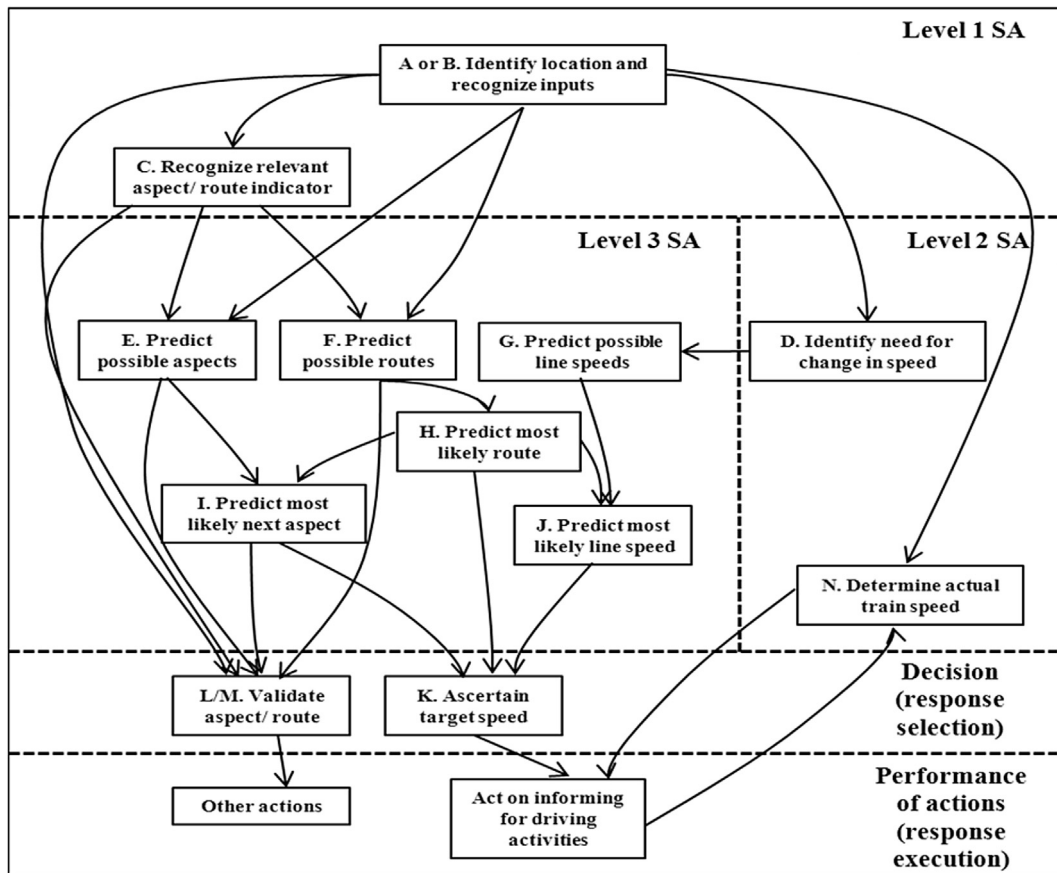 Level 1 SA
A or B. Identify location and
recognize inputs
C. Recognize relevant
aspect/ route indicator
Level 3 SA
Level 2 SA
E. Predict
possible aspects
F. Predict
possible routes
G. Predict possible
line speeds
D. Identify need for
change in speed
H. Predict most
likely route
I. Predict most
likely next aspect
J. Predict most
likely line speed
N. Determine actual
train speed
L/M. Validate
aspect/ route
K. Ascertain
target speed
Decision
(response
selection)
Other actions
Act on informing
for driving
activities
Performance
of actions
(response
execution)